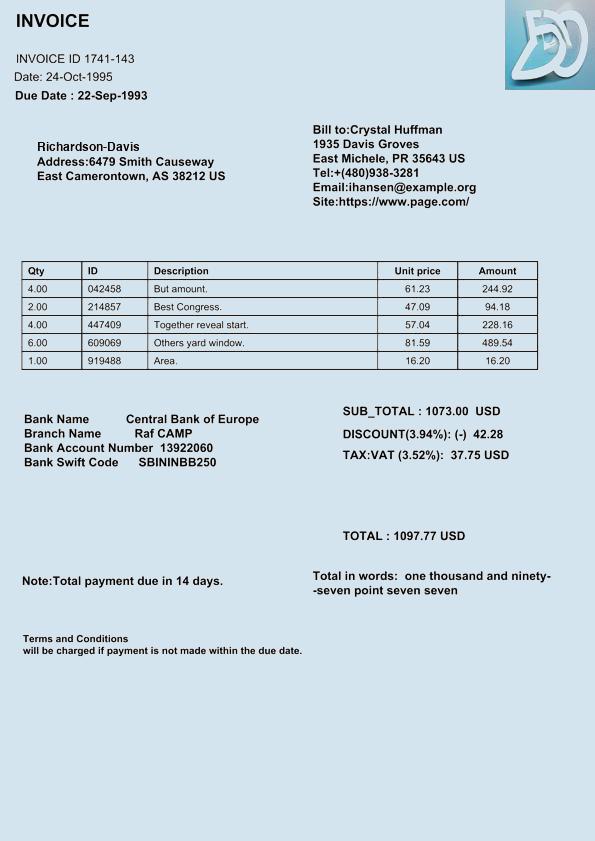 INVOICE
INVOICE ID 1741-143
Date: 24-Oct-1995
Due Date : 22-Sep-1993
Richardson-Davis
Address:6479 Smith Causeway
East Camerontown, AS 38212 US
Bill to:Crystal Huffman
1935 Davis Groves
East Michele, PR 35643 US
Tel:+(480)938-3281
Email:ihansen@example.org
Site:https://www.page.com/
Qty ID Description Unit price Amount
4.00 042458 But amount. 61.23 244.92
2.00 214857 Best Congress. 47.09 94.18
4.00 447409 Together reveal start. 57.04 228.16
6.00 609069 Others yard window. 81.59 489.54
1.00 919488 Area. 16.20 16.20
Bank Name Central Bank of Europe
Branch Name Raf CAMP
Bank Account Number 13922060
Bank Swift Code SBININBB250
SUB_TOTAL : 1073.00 USD
DISCOUNT(3.94%): (-) 42.28
TAX:VAT (3.52%): 37.75 USD
TOTAL : 1097.77 USD
Note:Total payment due in 14 days.
Total in words: one thousand and ninety-
-seven point seven seven
Terms and Conditions
will be charged if payment is not made within the due date.